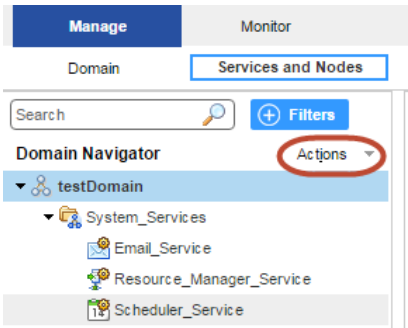 Manage Monitor
Domain Services and Nodes
Search Filters
Domain Navigator Actions
testDomain
System_Services
Email_Service
Resource_Manager_Service
Scheduler_Service